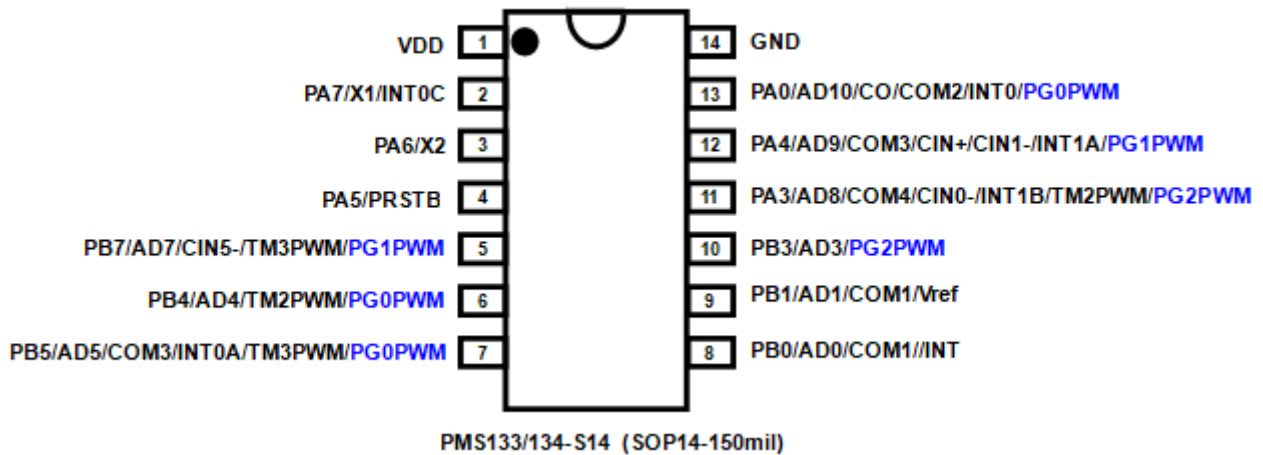 VDD 1 14 GND
PA7/X1/INT0C 2 13 PA0/AD10/CO/COM2/INT0/PG0PWM
PA6/X2 3 12 PA4/AD9/COM3/CIN+/CIN1-/INT1A/PG1PWM
PA5/PRSTB 4 11 PA3/AD8/COM4/CIN0-/INT1B/TM2PWM/PG2PWM
PB7/AD7/CIN5-/TM3PWM/PG1PWM 5 10 PB3/AD3/PG2PWM
PB4/AD4/TM2PWM/PG0PWM 6 9 PB1/AD1/COM1/Vref
PB5/AD5/COM3/INT0A/TM3PWM/PG0PWM 7 8 PB0/AD0/COM1//INT
PMS133/134-S14 (SOP14-150mil)